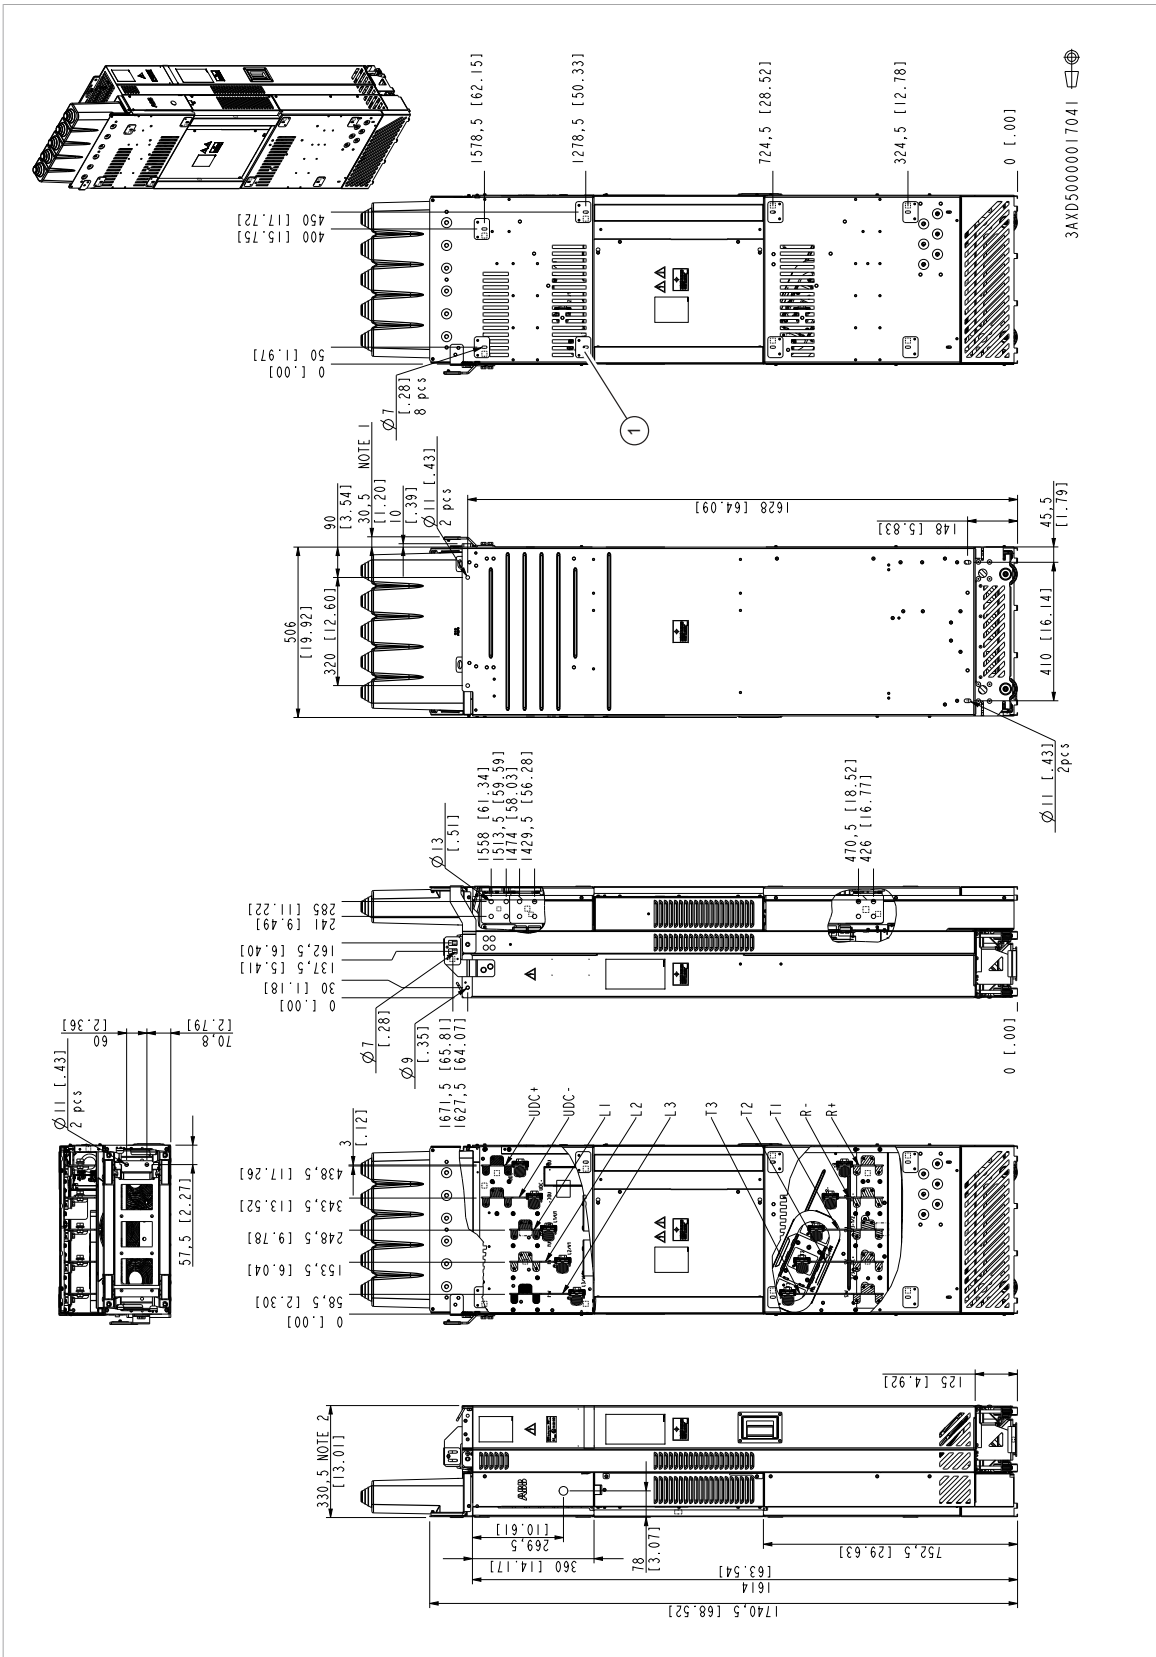 1578,5 [62.15]
1278,5 [50.33]
724,5 [28.52]
324,5 [12.78]
0 [.00]
3AXD50000017041
450 [17.72]
400 [15.75]
50 [1.97]
0 [.00]
Ø7
[.28]
8 pcs
1
90
[3.54]
30,5 NOTE 1
[1.20]
10
[.39]
Ø11 [.43]
2 pcs
506
[19.92]
320 [12.60]
1628 [64.09]
148 [5.83]
45,5
[1.79]
410 [16.14]
Ø11 [.43]
2pcs
Ø13
[.51]
1558 [61.34]
1513,5 [59.59]
1474 [58.03]
1429,5 [56.28]
470,5 [18.52]
426 [16.77]
285 [11.22]
241 [9.49]
162,5 [6.40]
137,5 [5.41]
30 [1.18]
0 [.00]
Ø7
[.28]
Ø9
[.35]
1671,5 [65.81]
1627,5 [64.07]
0 [.00]
60
[2.36]
70,8
[2.79]
Ø11 [.43]
2 pcs
57,5 [2.27]
3
[.12]
438,5 [17.26]
343,5 [13.52]
248,5 [9.78]
153,5 [6.04]
58,5 [2.30]
0 [.00]
UDC+
UDC-
L1
L2
L3
T3
T2
T1
R-
R+
330,5 NOTE 2
[13.01]
125 [4.92]
ABB
269,5
[10.61]
360 [14.17]
78
[3.07]
752,5 [29.63]
1614
[63.54]
1740,5 [68.52]